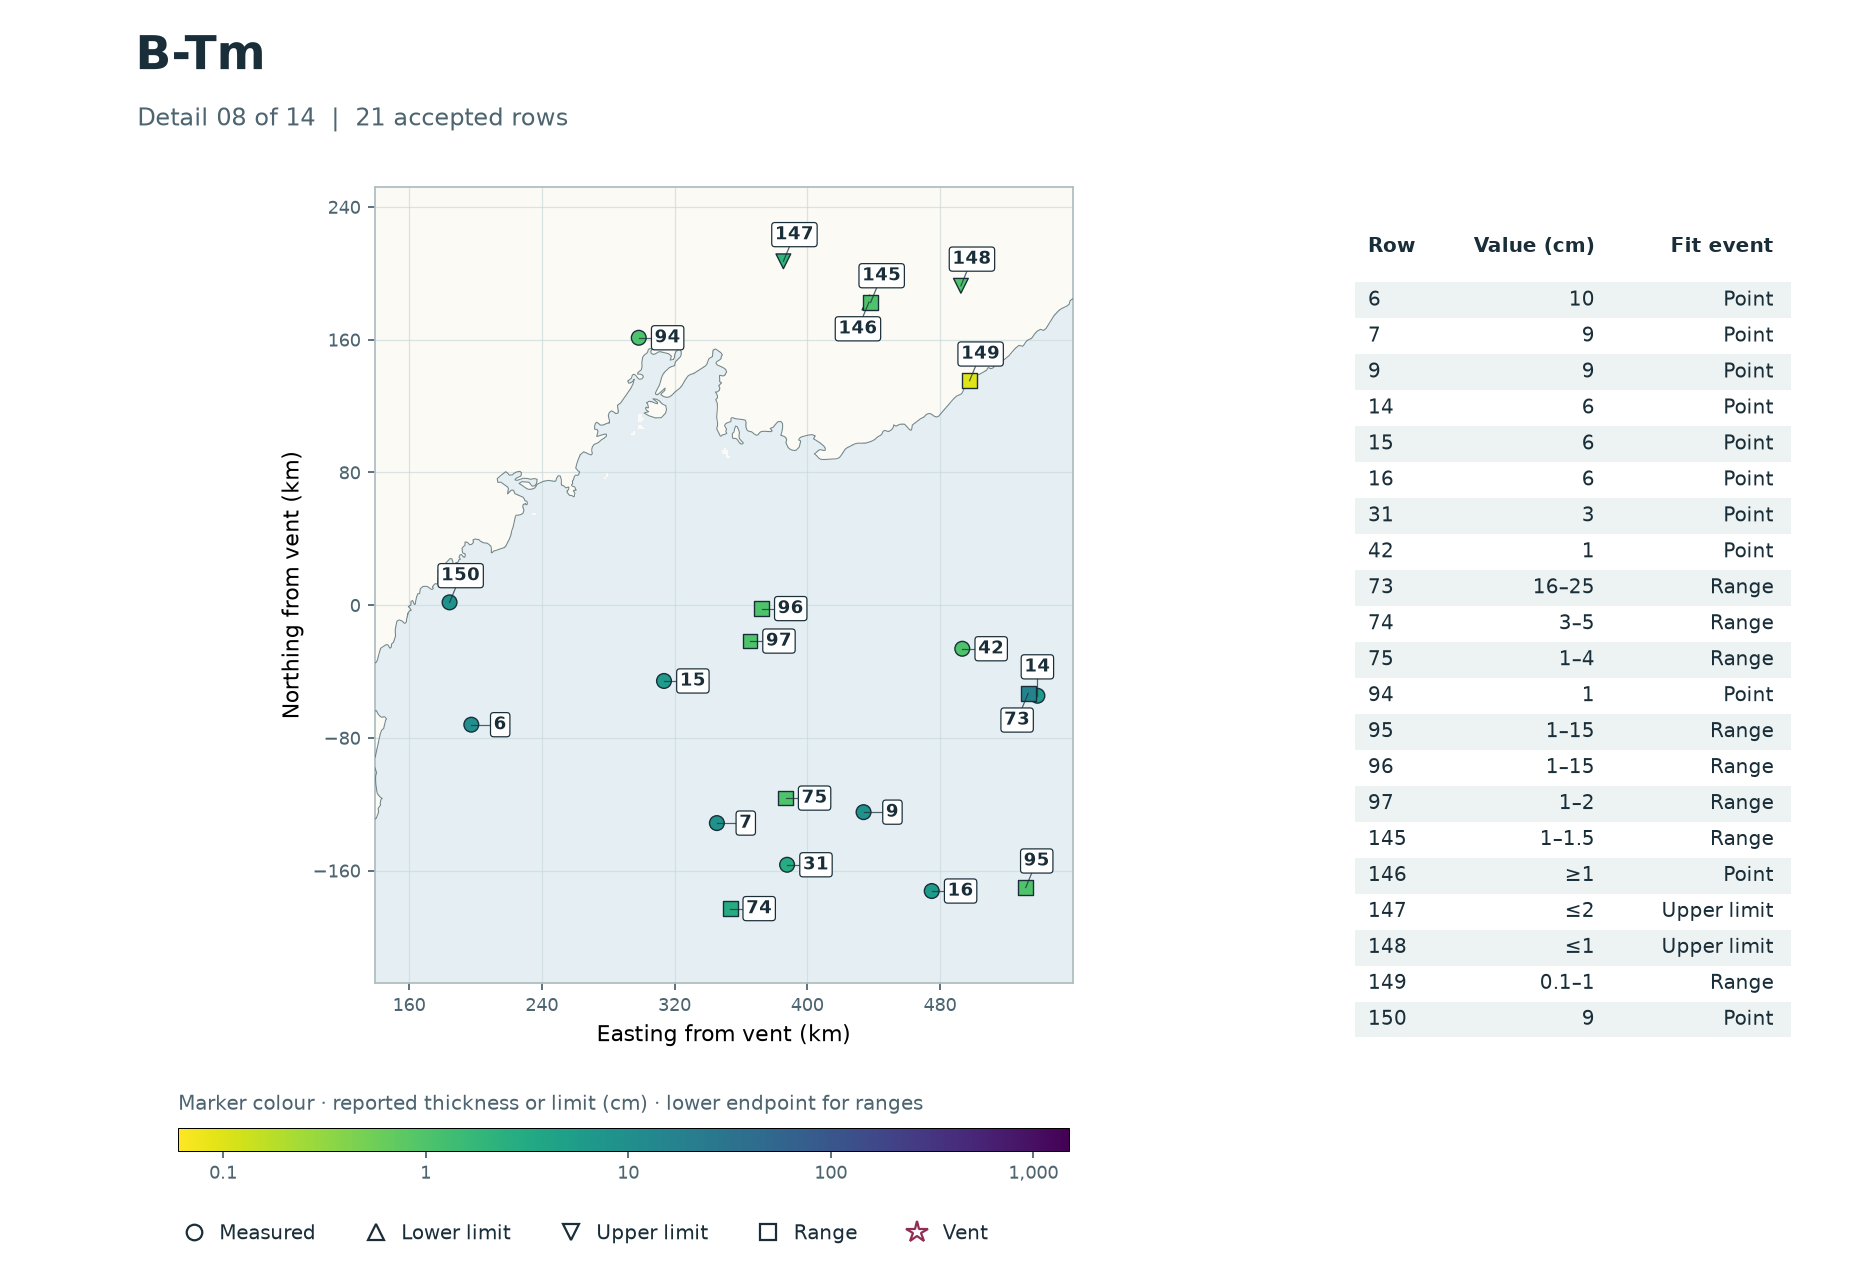 B-Tm
Detail 08 of 14 | 21 accepted rows
240
160
80
0
−80
−160
Northing from vent (km)
147
148
145
146
94
149
150
96
97
42
15
14
73
6
75
9
7
31
95
16
74
160
240
320
400
480
Easting from vent (km)
Row Value (cm) Fit event
6 10 Point
7 9 Point
9 9 Point
14 6 Point
15 6 Point
16 6 Point
31 3 Point
42 1 Point
73 16–25 Range
74 3–5 Range
75 1–4 Range
94 1 Point
95 1–15 Range
96 1–15 Range
97 1–2 Range
145 1–1.5 Range
146 ≥1 Point
147 ≤2 Upper limit
148 ≤1 Upper limit
149 0.1–1 Range
150 9 Point
Marker colour · reported thickness or limit (cm) · lower endpoint for ranges
0.1 1 10 100 1,000
Measured Lower limit Upper limit Range Vent